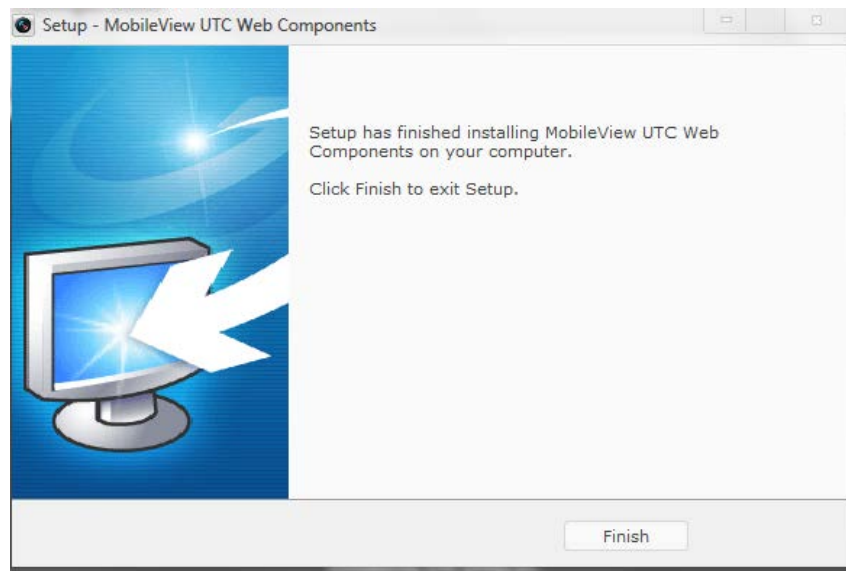 Setup - MobileView UTC Web Components
Setup has finished installing MobileView UTC Web
Components on your computer.
Click Finish to exit Setup.
Finish